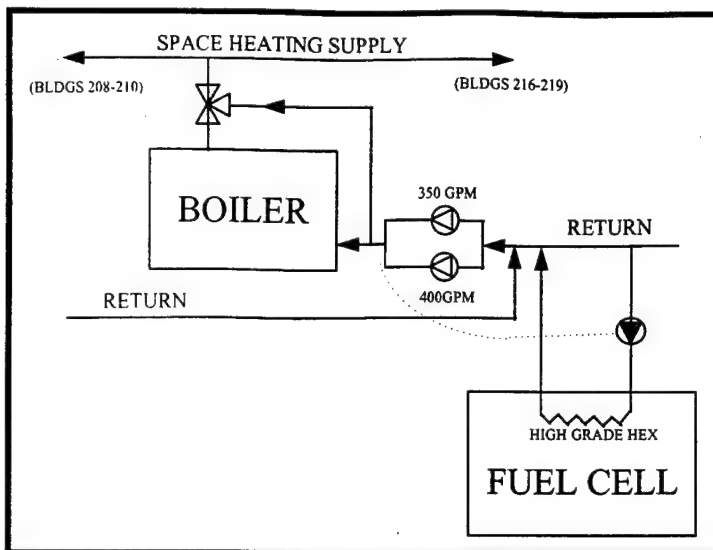 SPACE HEATING SUPPLY
(BLDGS 208-210)
(BLDGS 216-219)
BOILER
350 GPM
400GPM
RETURN
RETURN
HIGH GRADE HEX
FUEL CELL